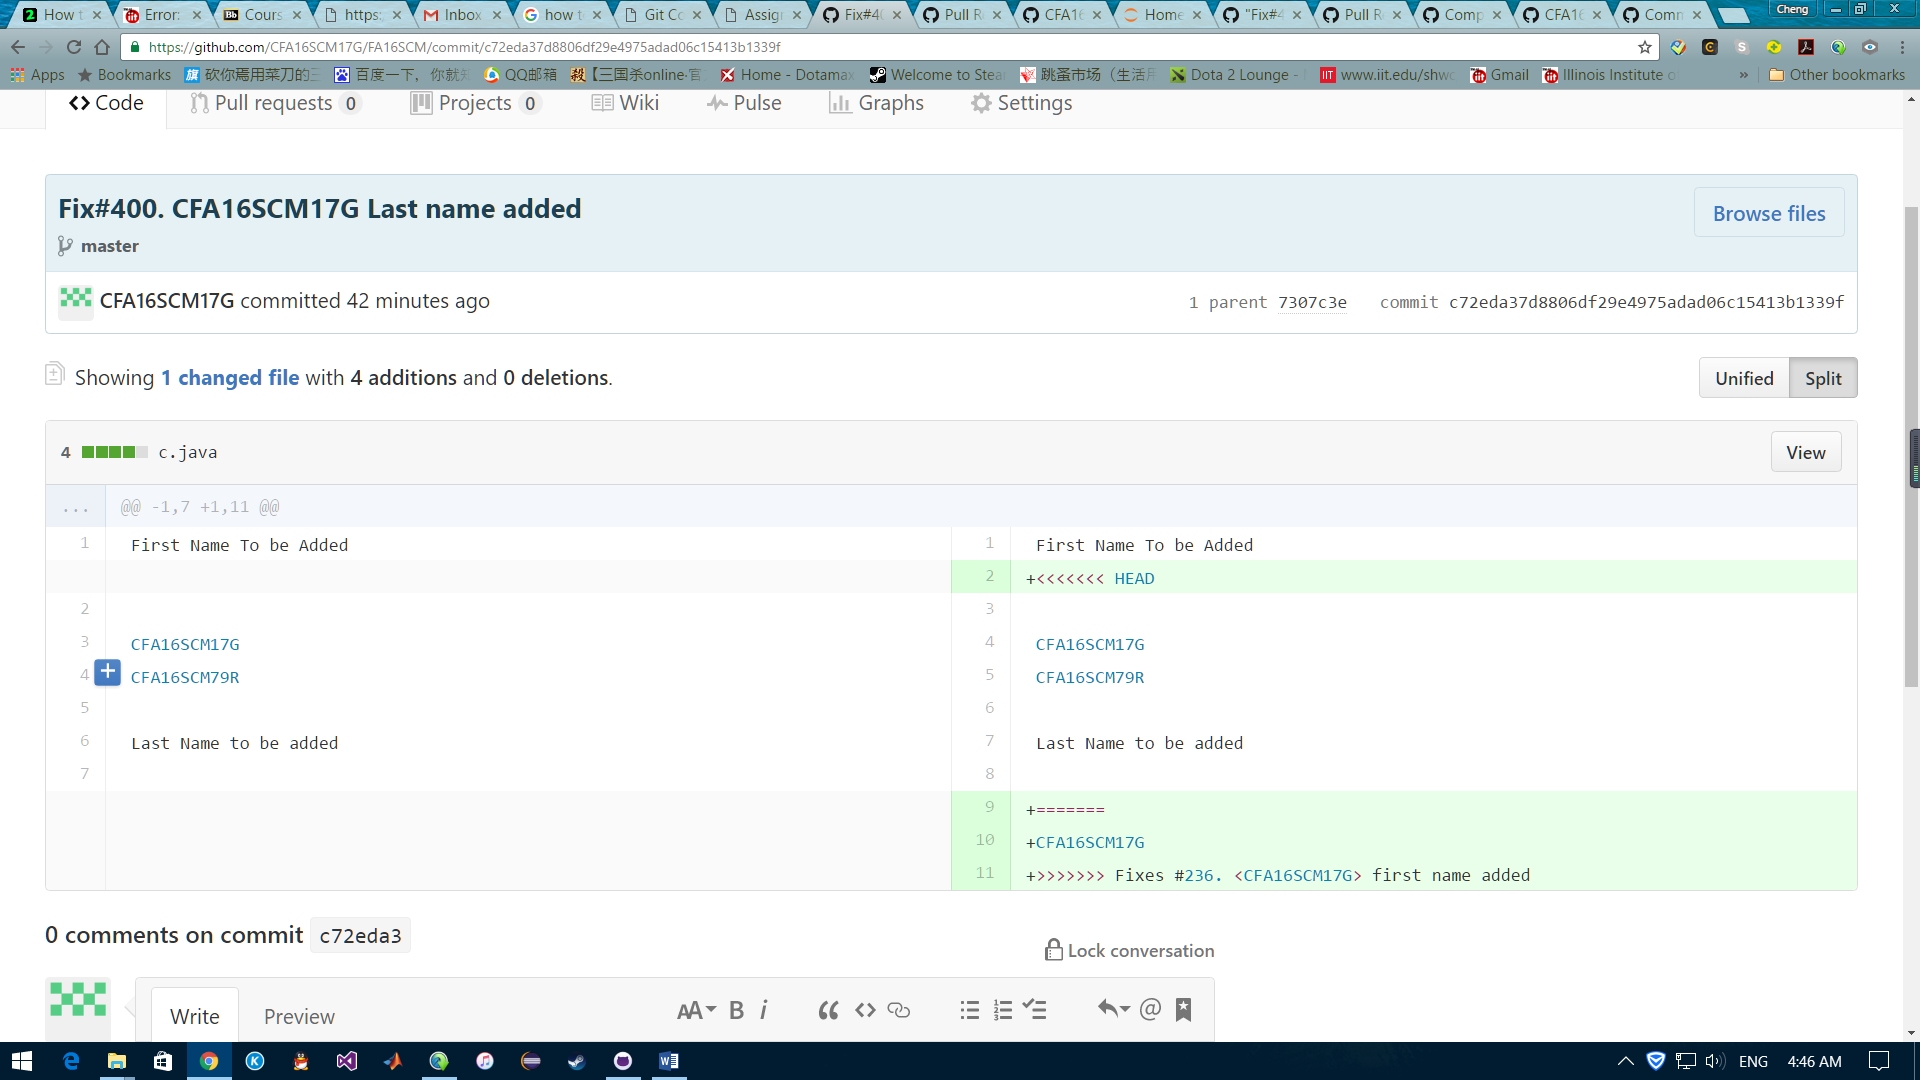 How t
Error:
Cours
https:
Inbox
how t
Git Co
Assign
Fix#40
Pull R
CFA16
Home
"Fix#4
Pull R
Comp
CFA16
Comm
Cheng
https://github.com/CFA16SCM17G/FA16SCM/commit/c72eda37d8806df29e4975adad06c15413b1339f
Apps
Bookmarks
砍你焉用菜刀的
百度一下，你就知
QQ邮箱
【三国杀online·官
Home - Dotamax
Welcome to Stea
跳蚤市场（生活用
Dota 2 Lounge -
www.iit.edu/shwc
Gmail
Illinois Institute o
»
Other bookmarks
Code
Pull requests 0
Projects 0
Wiki
Pulse
Graphs
Settings
Fix#400. CFA16SCM17G Last name added
Browse files
master
CFA16SCM17G committed 42 minutes ago
1 parent 7307c3e commit c72eda37d8806df29e4975adad06c15413b1339f
Showing 1 changed file with 4 additions and 0 deletions.
Unified Split
4 c.java
View
... @@ -1,7 +1,11 @@
1 First Name To be Added 1 First Name To be Added
2 +<<<<<<< HEAD
2 3
3 CFA16SCM17G 4 CFA16SCM17G
4 CFA16SCM79R 5 CFA16SCM79R
5 6
6 Last Name to be added 7 Last Name to be added
7 8
9 +=======
10 +CFA16SCM17G
11 +>>>>>>> Fixes #236. <CFA16SCM17G> first name added
0 comments on commit c72eda3
Lock conversation
Write Preview
AA B i
ENG 4:46 AM